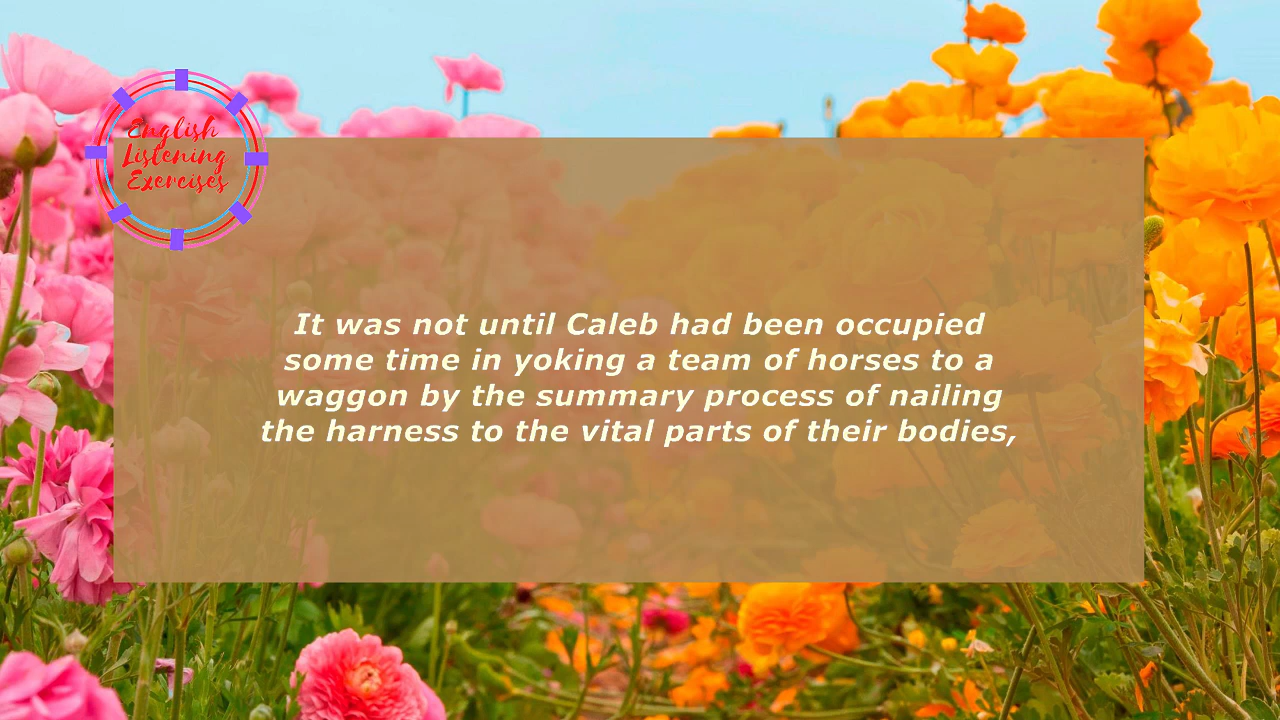 English
Listening
Exercises
It was not until Caleb had been occupied
some time in yoking a team of horses to a
waggon by the summary process of nailing
the harness to the vital parts of their bodies,